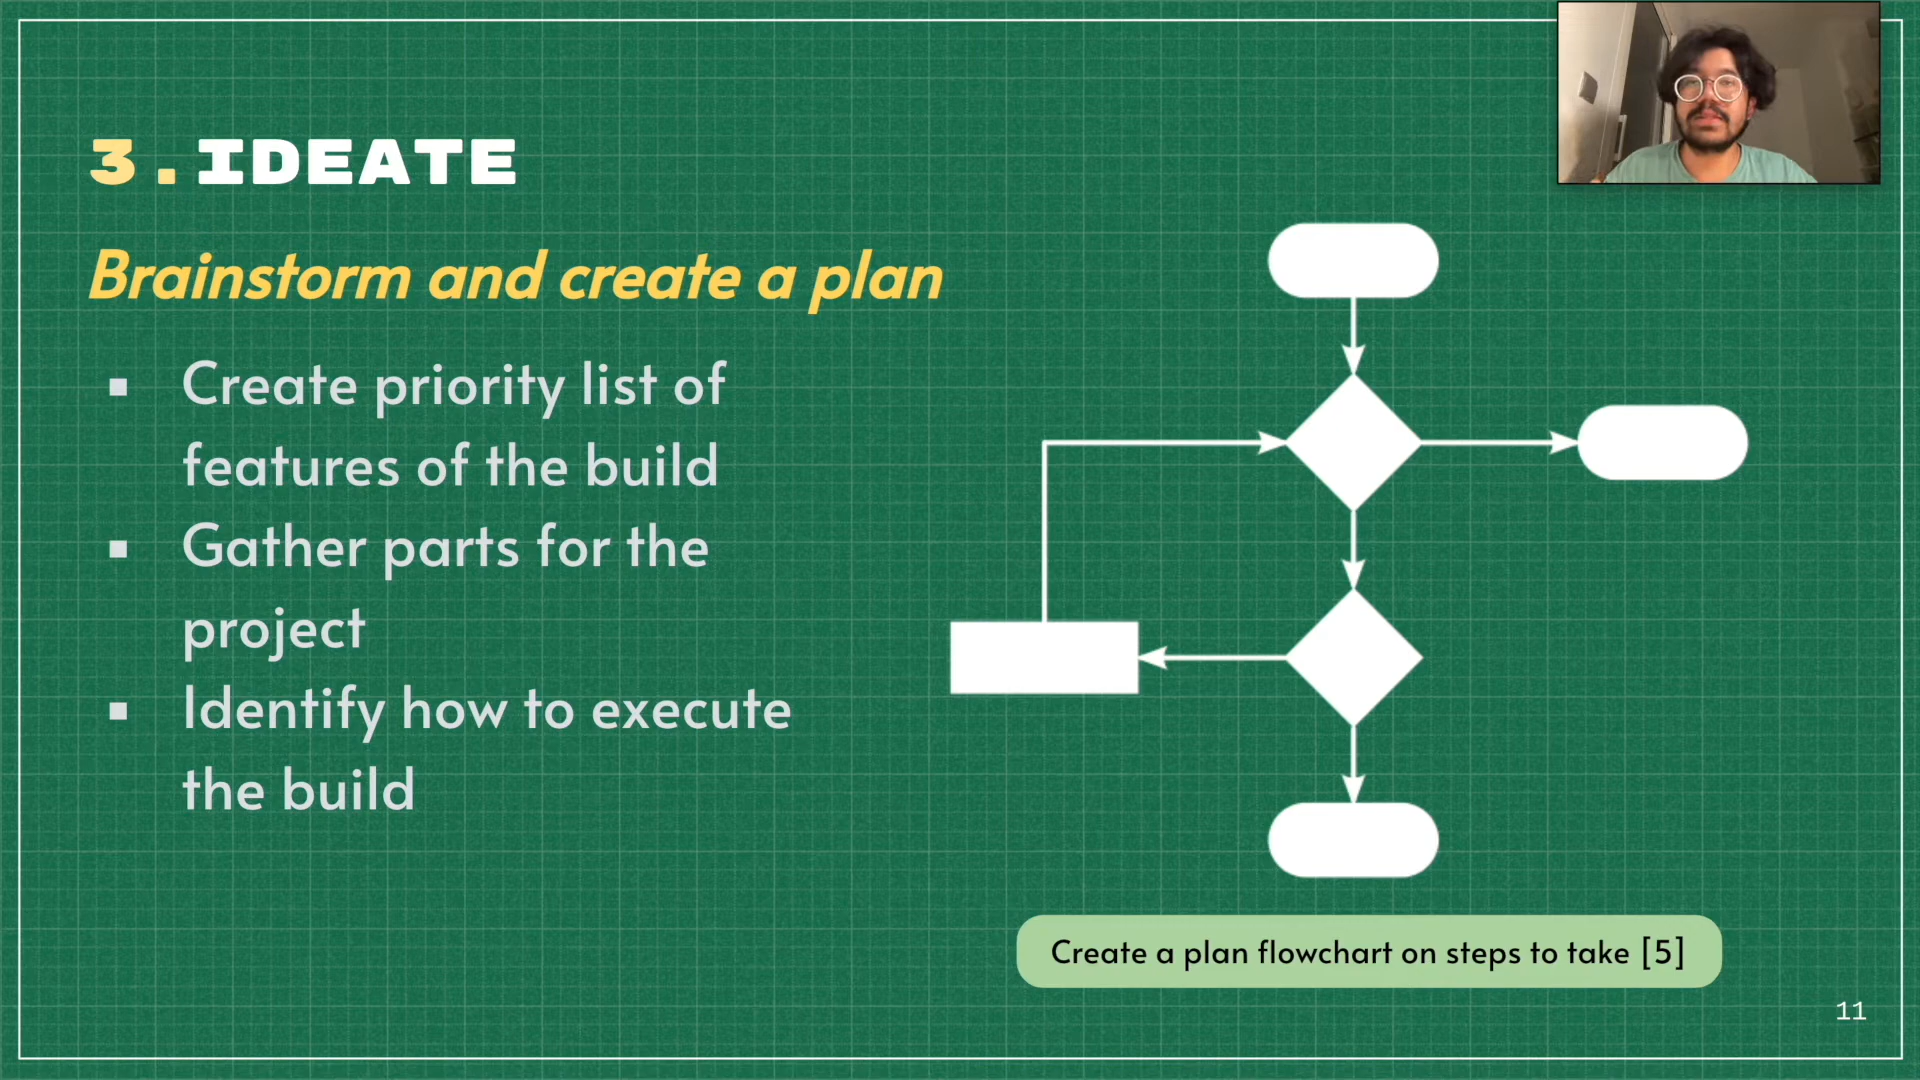 3. IDEATE
Brainstorm and create a plan
▪ Create priority list of
features of the build
▪ Gather parts for the
project
▪ Identify how to execute
the build
Create a plan flowchart on steps to take [5]
11